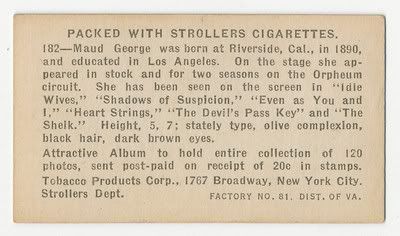 PACKED WITH STROLLERS CIGARETTES.
182—Maud George was born at Riverside, Cal., in 1890,
and educated in Los Angeles. On the stage she ap-
peared in stock and for two seasons on the Orpheum
circuit. She has been seen on the screen in "Idle
Wives," "Shadows of Suspicion," "Even as You and
I," "Heart Strings," "The Devil's Pass Key" and "The
Sheik." Height, 5, 7; stately type, olive complexion,
black hair, dark brown eyes.
Attractive Album to hold entire collection of 120
photos, sent post-paid on receipt of 20c in stamps.
Tobacco Products Corp., 1767 Broadway, New York City.
Strollers Dept. FACTORY NO. 81, DIST. OF VA.